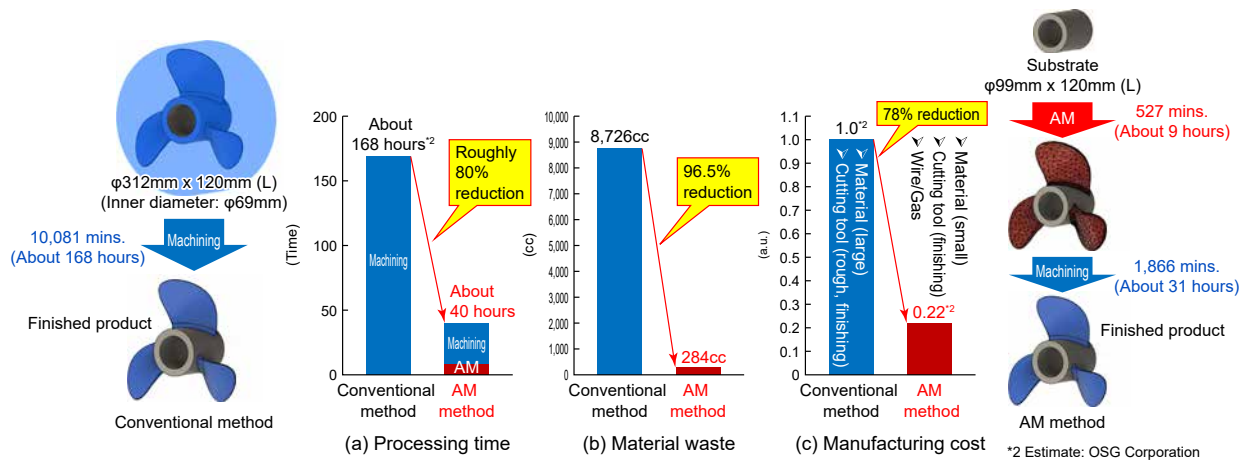 φ312mm x 120mm (L)
(Inner diameter: φ69mm)
10,081 mins.
(About 168 hours)
Machining
Finished product
Conventional method
(Time)
200
150
100
50
0
About
168 hours*2
Roughly
80%
reduction
Machining
About
40 hours
Machining
AM
Conventional
method
AM
method
(a) Processing time
(cc)
10,000
9,000
8,000
7,000
6,000
5,000
4,000
3,000
2,000
1,000
0
8,726cc
96.5%
reduction
284cc
Conventional
method
AM
method
(b) Material waste
(a.u.)
1.1
1.0
0.9
0.8
0.7
0.6
0.5
0.4
0.3
0.2
0.1
0
1.0*2
78% reduction
➢ Material (large)
➢ Cutting tool (rough, finishing)
➢ Material (small)
➢ Cutting tool (finishing)
➢ Wire/Gas
0.22*2
Conventional
method
AM
method
(c) Manufacturing cost
Substrate
φ99mm x 120mm (L)
AM
527 mins.
(About 9 hours)
Machining
1,866 mins.
(About 31 hours)
Finished product
AM method
*2 Estimate: OSG Corporation